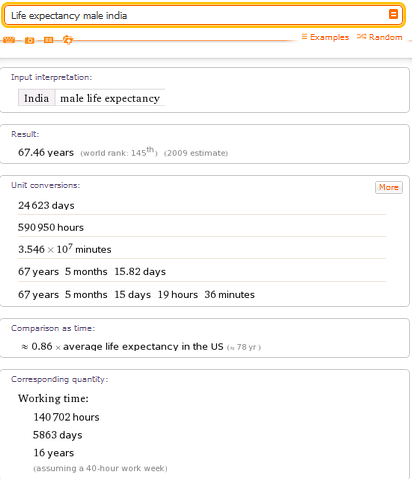 Life expectancy male india
Examples Random
Input interpretation:
India male life expectancy
Result:
67.46 years (world rank: 145th) (2009 estimate)
Unit conversions:
More
24 623 days
590 950 hours
3.546 × 10^7 minutes
67 years 5 months 15.82 days
67 years 5 months 15 days 19 hours 36 minutes
Comparison as time:
≈ 0.86 × average life expectancy in the US (≈ 78 yr )
Corresponding quantity:
Working time:
140 702 hours
5863 days
16 years
(assuming a 40-hour work week)